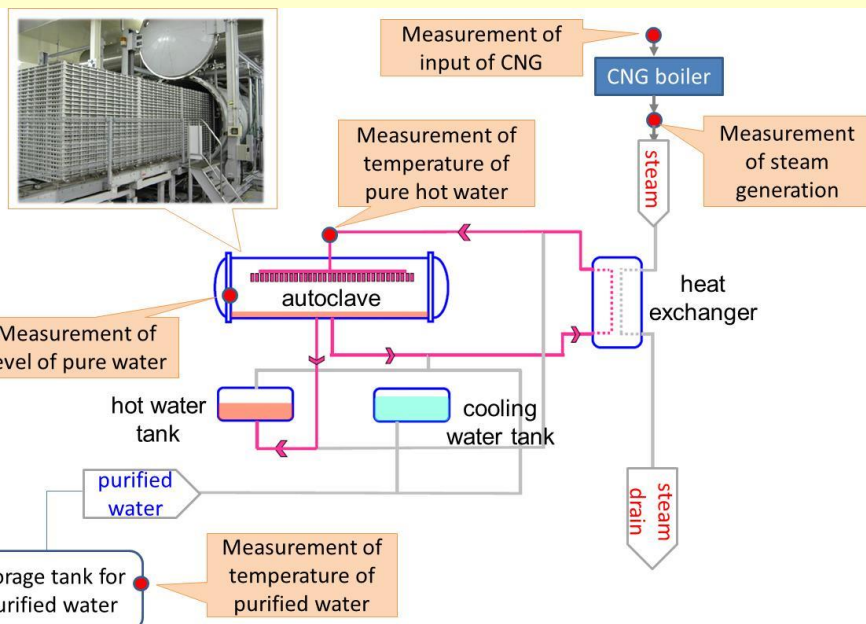 Measurement of
input of CNG
CNG boiler
Measurement
of steam
generation
steam
Measurement of
temperature of
pure hot water
autoclave
heat
exchanger
Measurement of
evel of pure water
hot water
tank
cooling
water tank
purified
water
steam
drain
orage tank for
urified water
Measurement of
temperature of
purified water